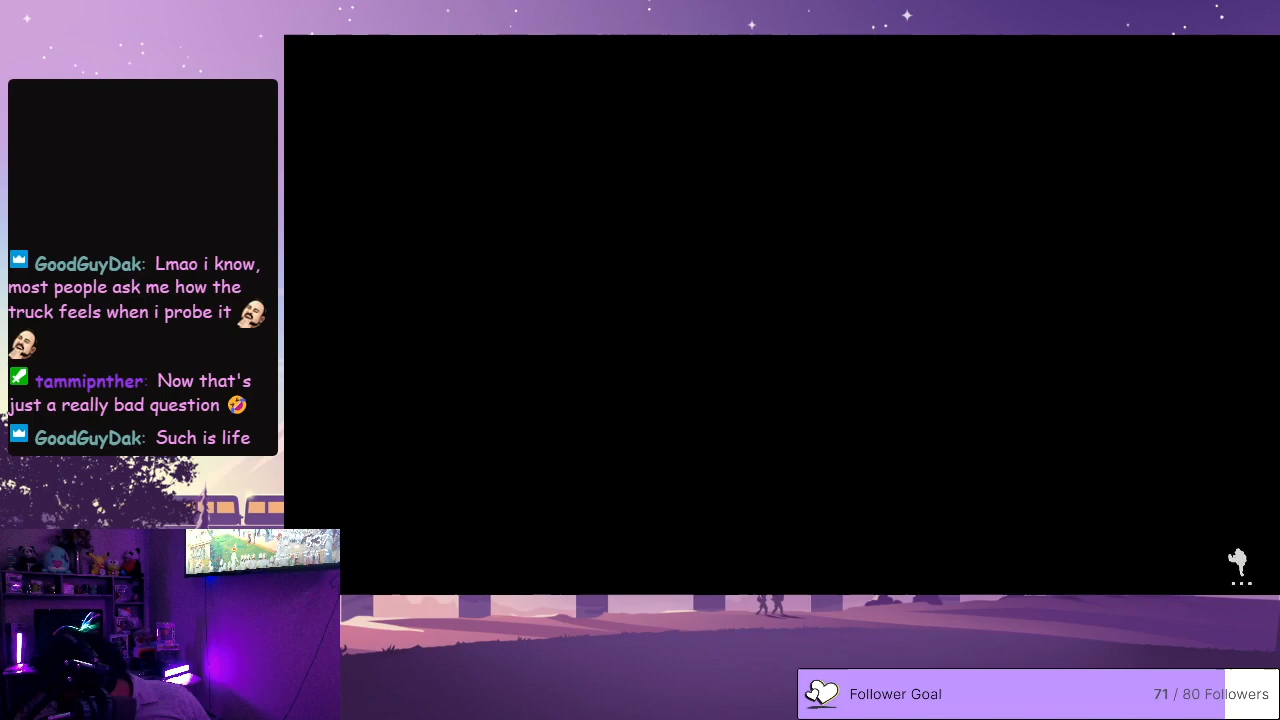 GoodGuyDak: Lmao i know,
most people ask me how the
truck feels when i probe it
tammipnther: Now that's
just a really bad question 🤣
GoodGuyDak: Such is life
Follower Goal
71 / 80 Followers